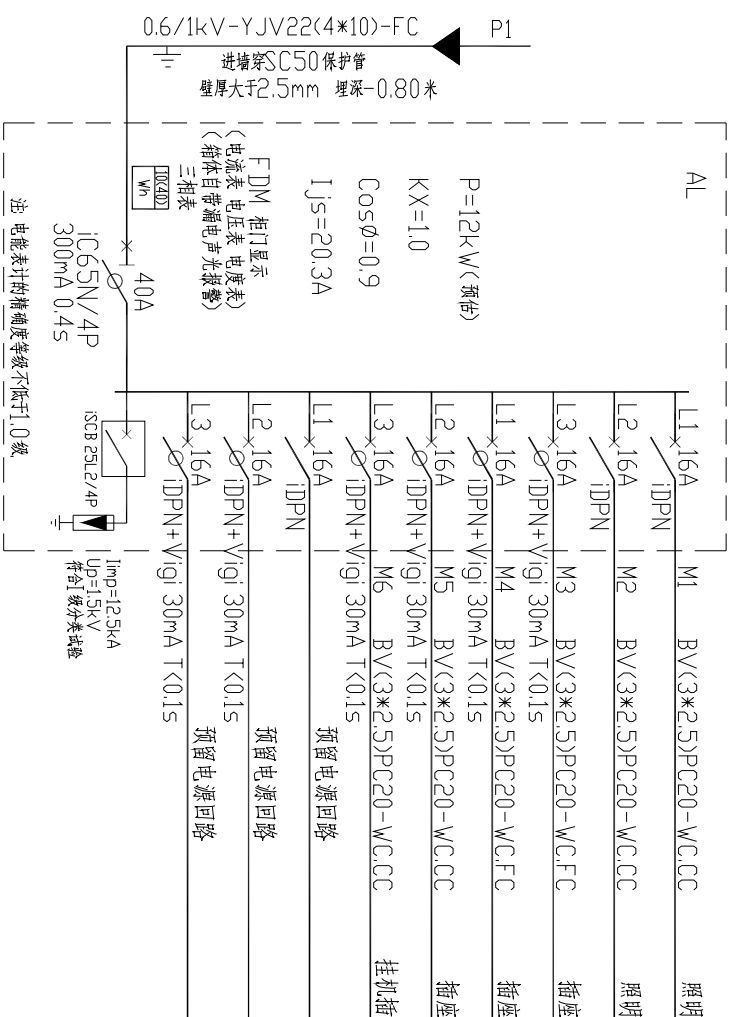 0.6/1kV-YJV22(4*10)-FC
P1
进墙穿SC50保护管
壁厚大于2.5mm 埋深-0.80米
AL
P=12kW(预估)
KX=1.0
Cosø=0.9
Ijs=20.3A
FDM 柜门显示
(电流表 电压表 电度表)
(箱体自带漏电声光报警)
三相表
10(40)
Wh
40A
iC65N/4P
300mA 0.4s
注 电能表计的精确度等级不低于1.0级
iSCB 25L2/4P
Iimp=12.5kA
Up=1.5kV
符合I级分类试验
L1 16A M1 BV(3*2.5)PC20-WC.CC 照明
iDPN
L2 16A M2 BV(3*2.5)PC20-WC.CC 照明
iDPN
L3 16A M3 BV(3*2.5)PC20-WC.FC 插座
iDPN+Vigi 30mA T<0.1s
L1 16A M4 BV(3*2.5)PC20-WC.FC 插座
iDPN+Vigi 30mA T<0.1s
L2 16A M5 BV(3*2.5)PC20-WC.CC 插座
iDPN+Vigi 30mA T<0.1s
L3 16A M6 BV(3*2.5)PC20-WC.CC 挂机插
iDPN+Vigi 30mA T<0.1s
L1 16A 预留电源回路
iDPN
L2 16A 预留电源回路
iDPN+Vigi 30mA T<0.1s
L3 16A 预留电源回路
iDPN+Vigi 30mA T<0.1s